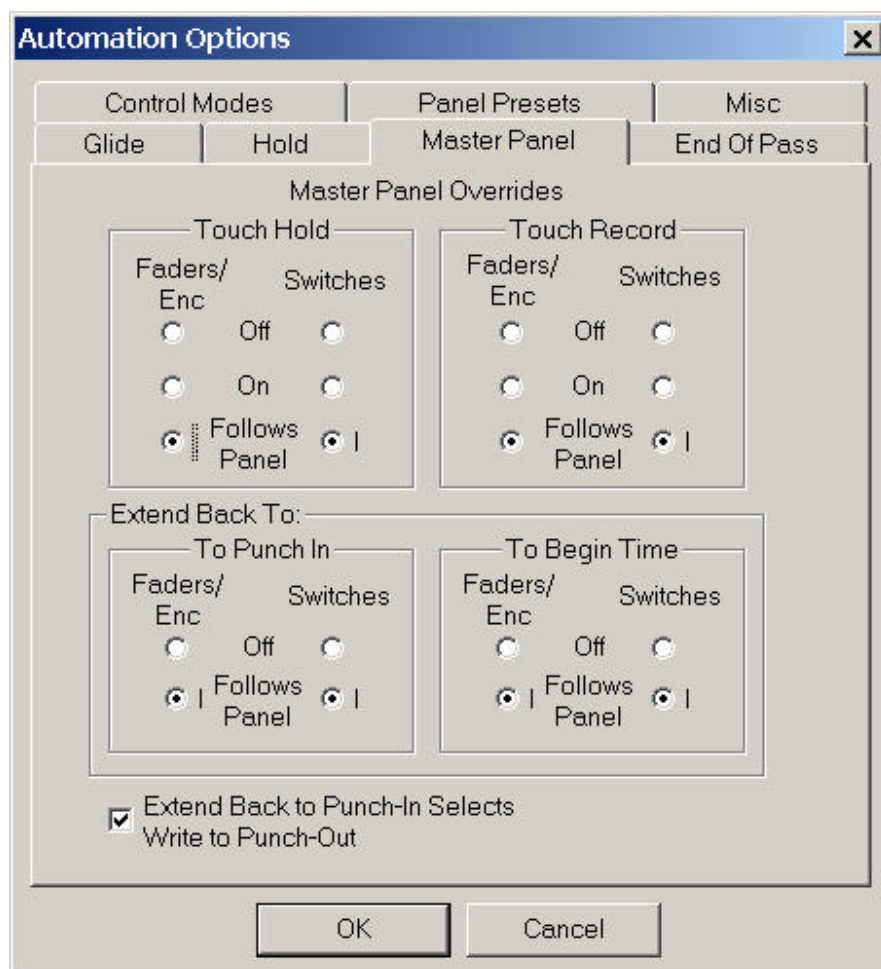 Automation Options
Control Modes Panel Presets Misc
Glide Hold Master Panel End Of Pass
Master Panel Overrides
Touch Hold Touch Record
Faders/ Enc Switches Faders/ Enc Switches
Off Off
On On
Follows Panel Follows Panel
Extend Back To:
To Punch In To Begin Time
Faders/ Enc Switches Faders/ Enc Switches
Off Off
Follows Panel Follows Panel
Extend Back to Punch-In Selects
Write to Punch-Out
OK Cancel